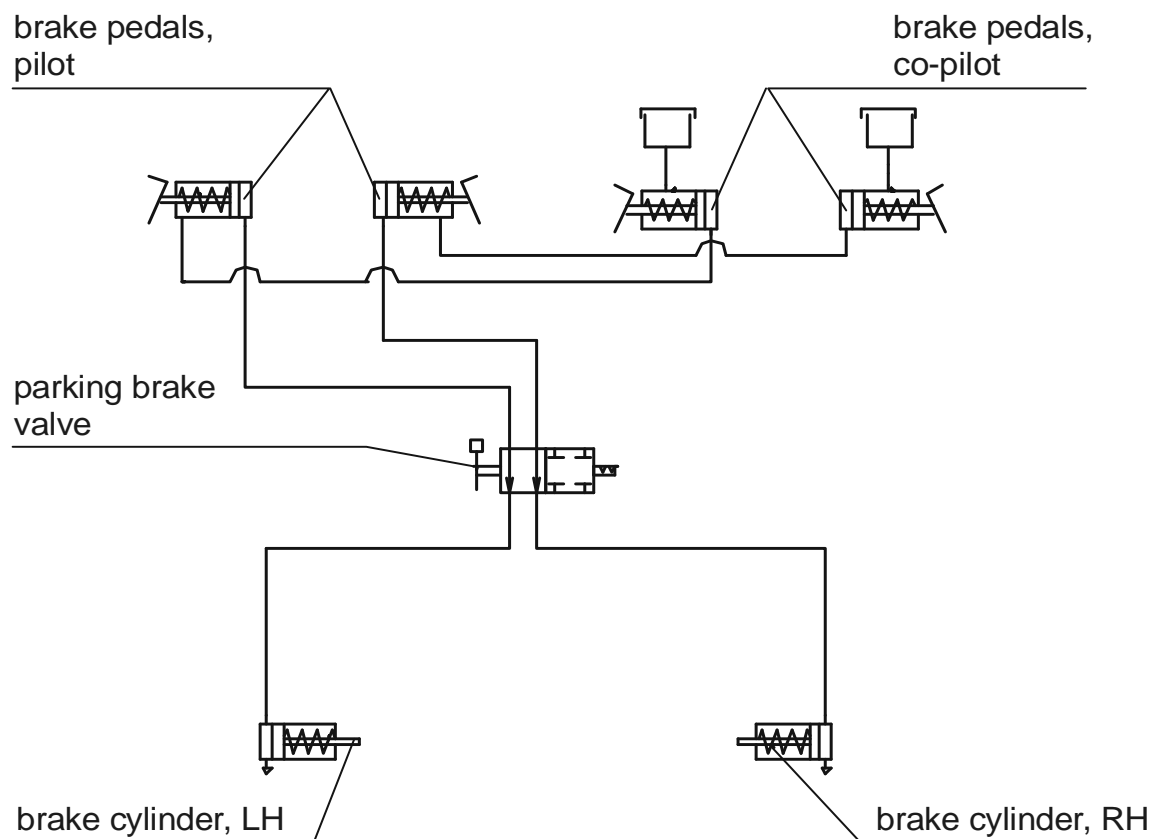 brake pedals,
pilot
brake pedals,
co-pilot
parking brake
valve
brake cylinder, LH
brake cylinder, RH